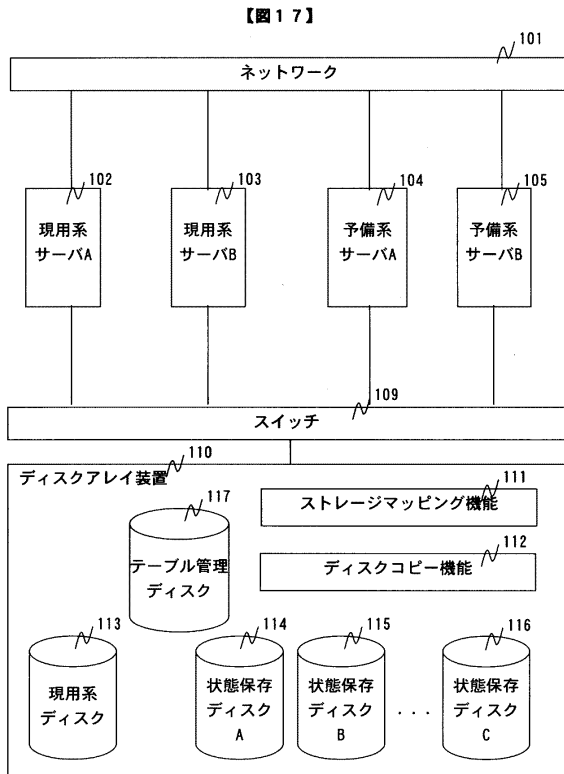 【図17】
101
ネットワーク
102
103
104
105
現用系
サーバA
現用系
サーバB
予備系
サーバA
予備系
サーバB
109
スイッチ
110
ディスクアレイ装置
111
ストレージマッピング機能
117
テーブル管理
ディスク
112
ディスクコピー機能
113
114
115
116
現用系
ディスク
状態保存
ディスク
A
状態保存
ディスク
B
. . .
状態保存
ディスク
C